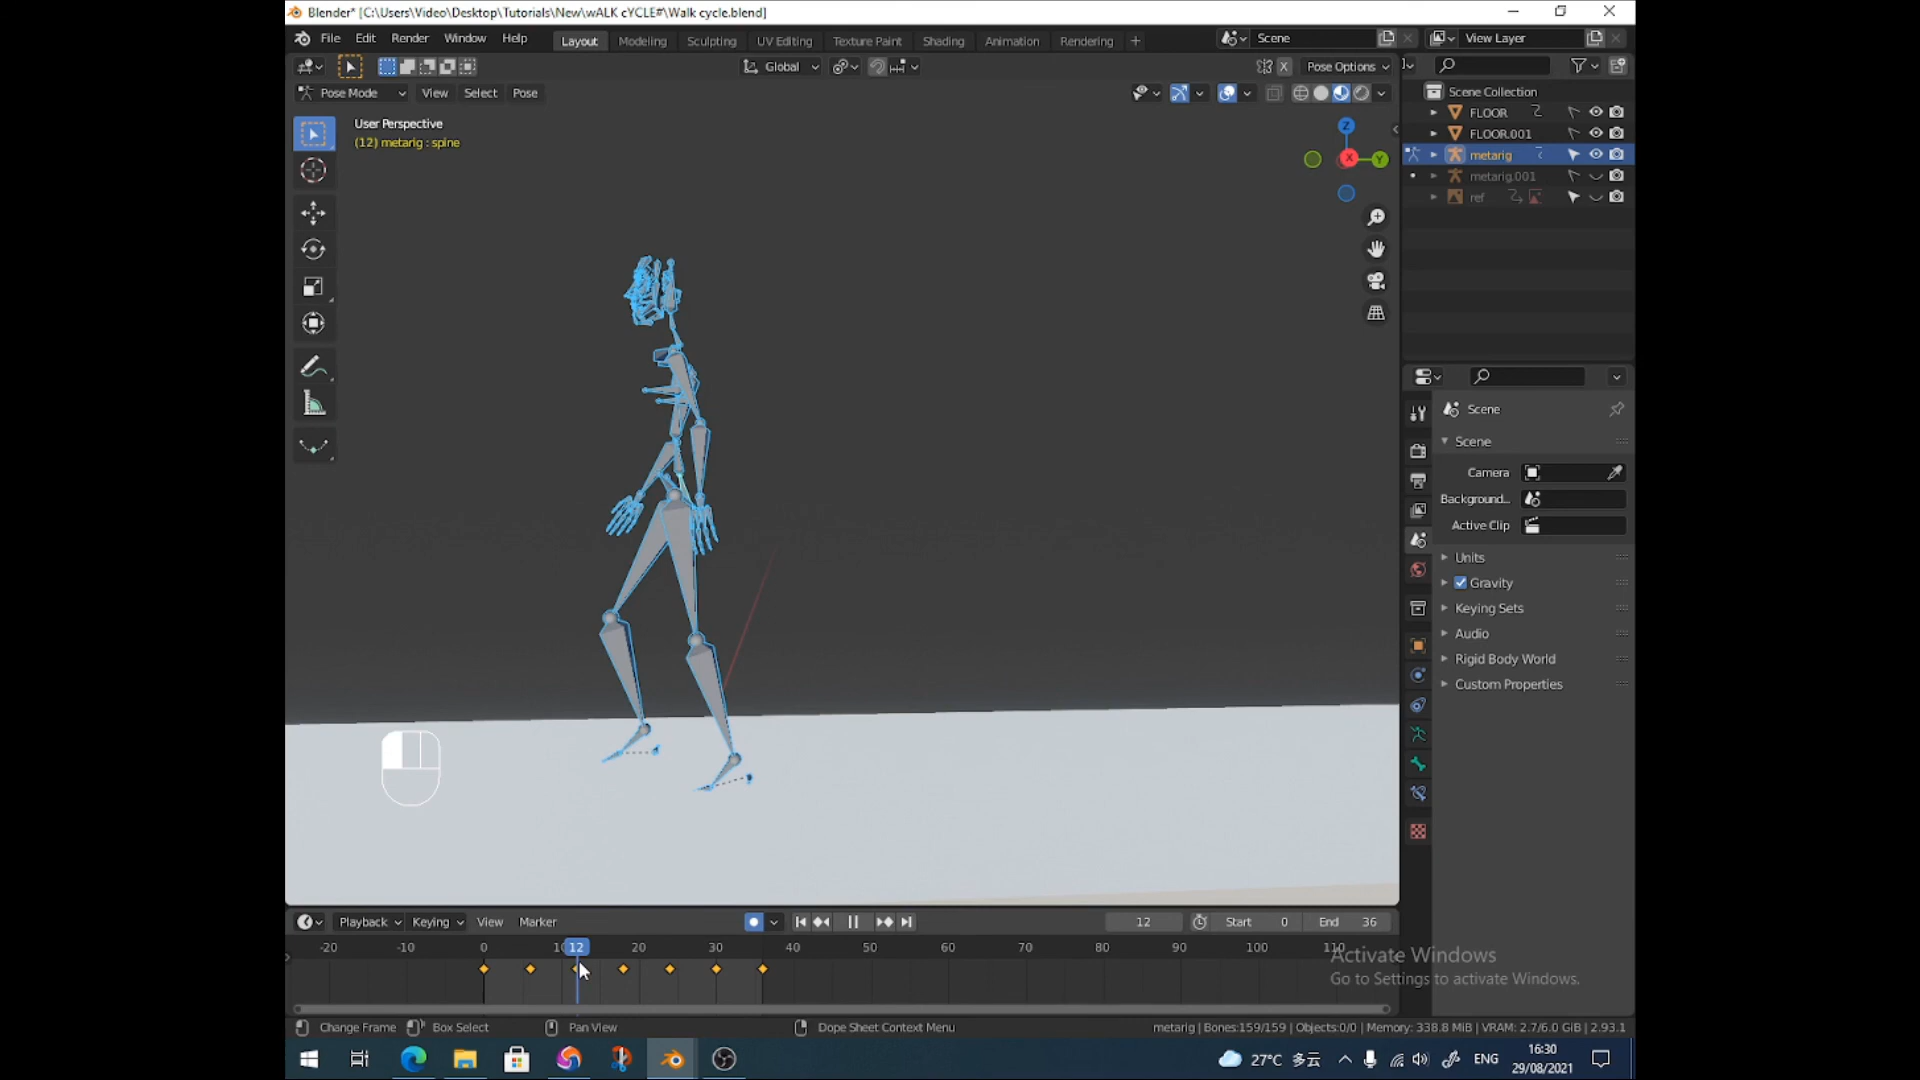 Blender* [C:\Users\Video\Desktop\Tutorials\New\wALK cYCLE#\Walk cycle.blend]
File Edit Render Window Help Layout Modeling Sculpting UV Editing Texture Paint Shading Animation Rendering + Scene View Layer
Global X Pose Options
Pose Mode View Select Pose
User Perspective
(12) metarig : spine
Z
X Y
Scene Collection
FLOOR
FLOOR.001
metarig
metarig.001
ref
Scene
Scene
Camera
Background..
Active Clip
Units
Gravity
Keying Sets
Audio
Rigid Body World
Custom Properties
Playback Keying View Marker 12 Start 0 End 36
-20 -10 0 10 12 20 30 40 50 60 70 80 90 100 110
Activate Windows
Go to Settings to activate Windows.
Change Frame Box Select Pan View Dope Sheet Context Menu metarig | Bones:159/159 | Objects:0/0 | Memory: 338.8 MiB | VRAM: 2.7/6.0 GiB | 2.93.1
27°C 多云 ENG 16:30
29/08/2021